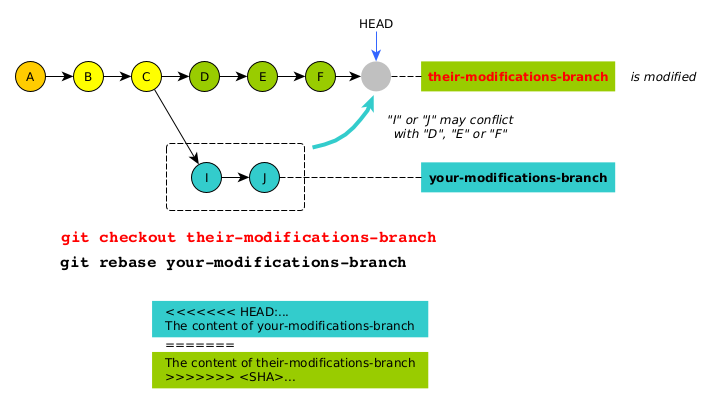 HEAD
A
B
C
D
E
F
their-modifications-branch
is modified
"I" or "J" may conflict
with "D", "E" or "F"
I
J
your-modifications-branch
git checkout their-modifications-branch
git rebase your-modifications-branch
<<<<<<< HEAD:...
The content of your-modifications-branch
=======
The content of their-modifications-branch
>>>>>>> <SHA>...